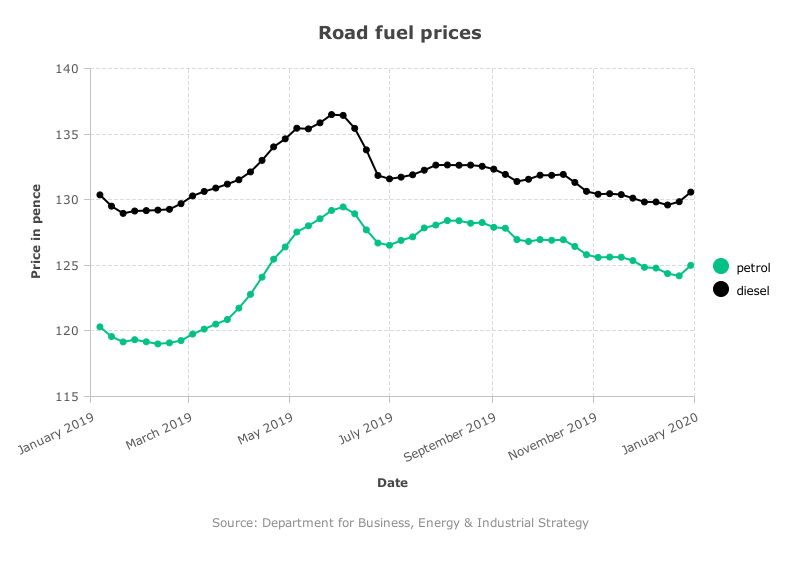 Road fuel prices
140
135
130
125
120
115
Price in pence
January 2019
March 2019
May 2019
July 2019
September 2019
November 2019
January 2020
Date
petrol
diesel
Source: Department for Business, Energy & Industrial Strategy